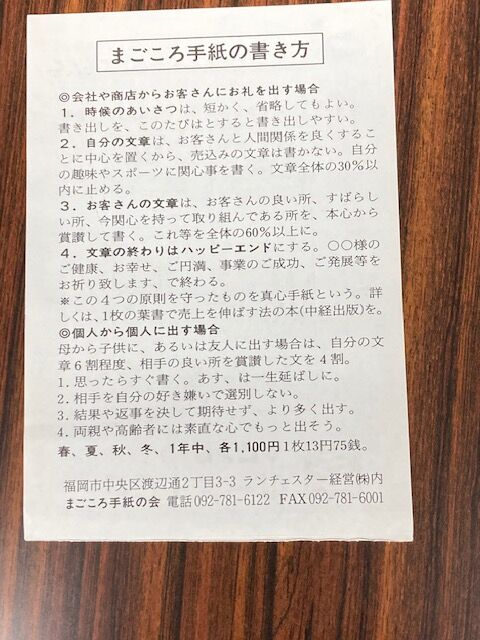 まごころ手紙の書き方
◎会社や商店からお客さんにお礼を出す場合
1．時候のあいさつは、短かく、省略してもよい。
書き出しを、このたびはとすると書き出しやすい。
2．自分の文章は、お客さんと人間関係を良くするこ
とに中心を置くから、売込みの文章は書かない。自分
の趣味やスポーツに関心事を書く。文章全体の30％以
内に止める。
3．お客さんの文章は、お客さんの良い所、すばらし
い所、今関心を持って取り組んである所を、本心から
賞讃して書く。これ等を全体の60％以上に。
4．文章の終わりはハッピーエンドにする。〇〇様の
ご健康、お幸せ、ご円満、事業のご成功、ご発展等を
お祈り致します、で終わる。
※この4つの原則を守ったものを真心手紙という。詳
しくは、1枚の葉書で売上を伸ばす法の本(中経出版)を。
◎個人から個人に出す場合
母から子供に、あるいは友人に出す場合は、自分の文
章6割程度、相手の良い所を賞讃した文を4割。
1.思ったらすぐ書く。あす、は一生延ばしに。
2.相手を自分の好き嫌いで選別しない。
3.結果や返事を決して期待せず、より多く出す。
4.両親や高齢者には素直な心でもっと出そう。
春、夏、秋、冬、1年中、各1,100円1枚13円75銭。
福岡市中央区渡辺通2丁目3-3 ランチェスター経営㈱内
まごころ手紙の会 電話092-781-6122 FAX092-781-6001